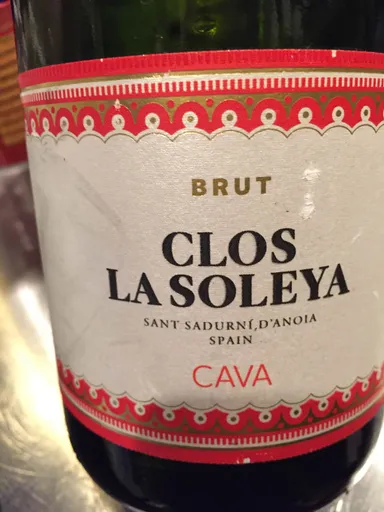 BRUT
CLOS
LA SOLEYA
SANT SADURNÍ, D'ANOIA
SPAIN
CAVA